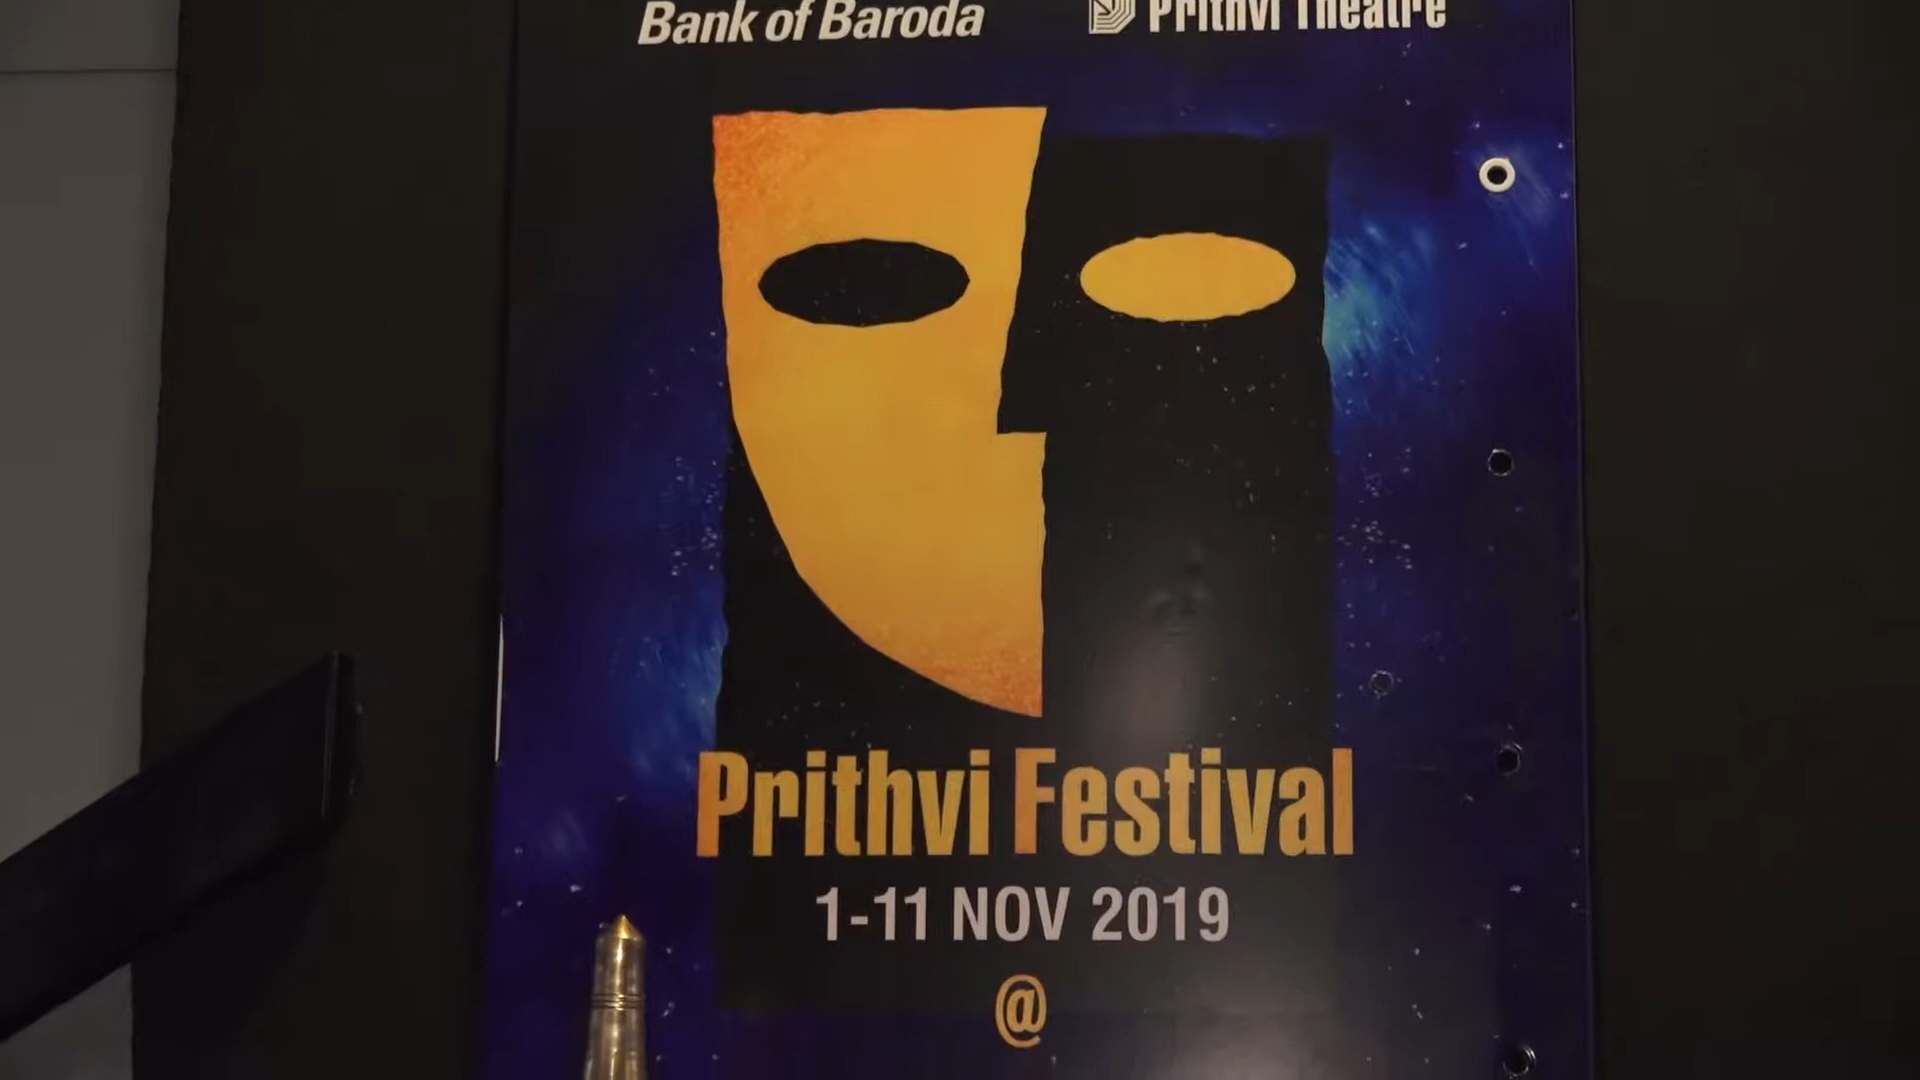 Bank of Baroda Prithvi Theatre
Prithvi Festival
1-11 NOV 2019
@